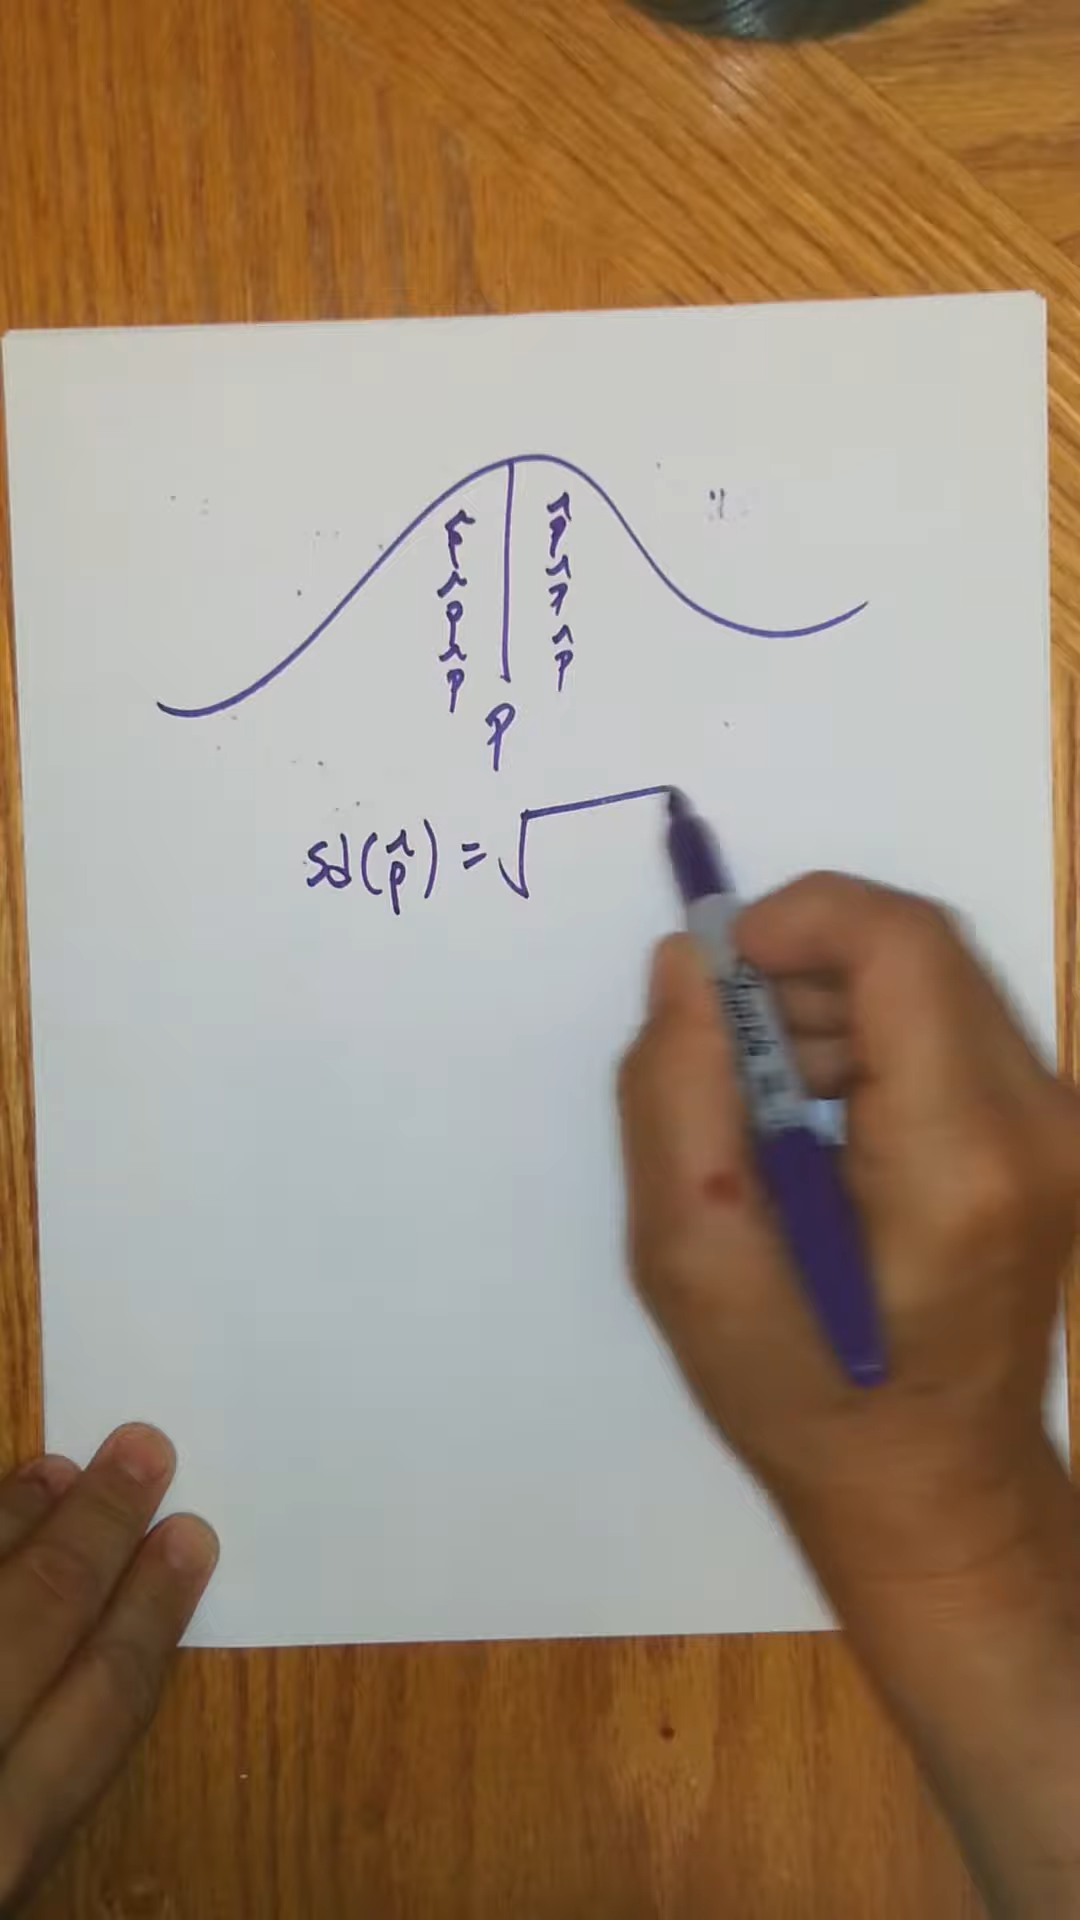 p̂ p̂
p̂ p̂
p̂ p̂
p
sd(p̂) = √